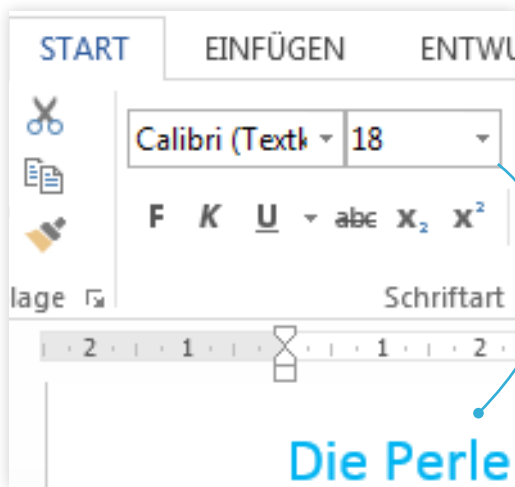 START EINFÜGEN ENTWU
Calibri (Textk 18
F K U abc X₂ X²
lage Schriftart
2 1 1 2
Die Perle